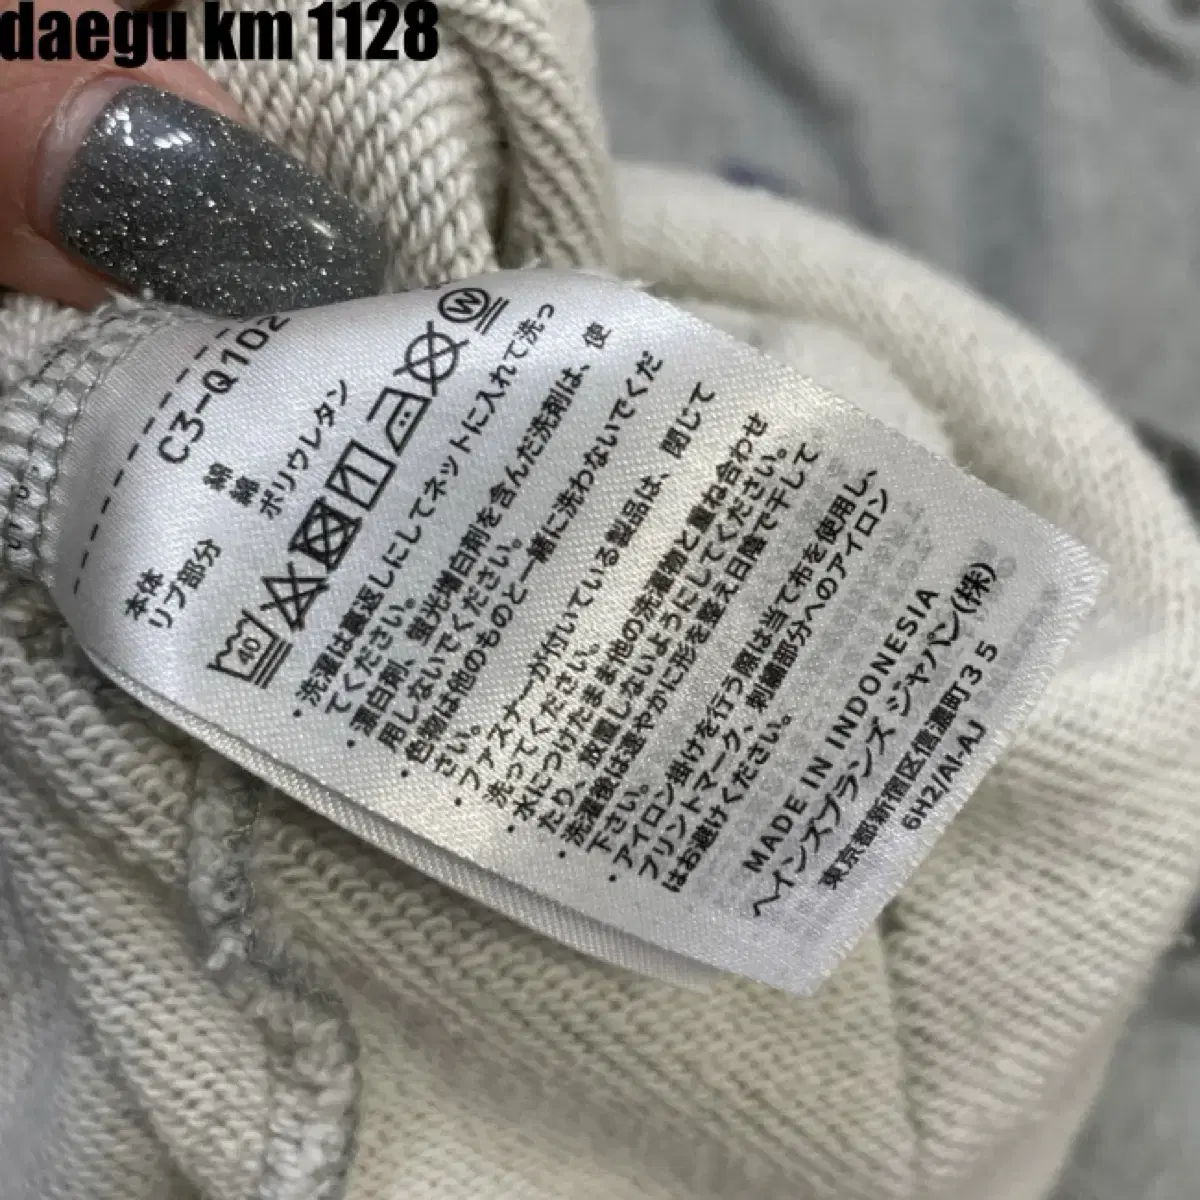 daegu km 1128
C3-Q102
本体 綿
リブ部分 綿
ポリウレタン
40
W
・洗濯は裏返しにしてネットに入れて洗っ
てください。
・漂白剤、蛍光増白剤を含んだ洗剤は、使
用しないでください。
・色物は他のものと一緒に洗わないでくだ
さい。
・ファスナーが付いている製品は、閉じて
洗ってください。
・水につけたまま他の洗濯物と重ね合わせ
たり、放置しないようにしてください。
・洗濯後は速やかに形を整え日陰で干して
下さい。
・アイロン掛けを行う際は当て布を使用し、
プリントマーク、刺繍部分へのアイロン
はお避けください。
MADE IN INDONESIA
ヘインズブランズ ジャパン(株)
東京都新宿区信濃町35
6H2/AI-AJ